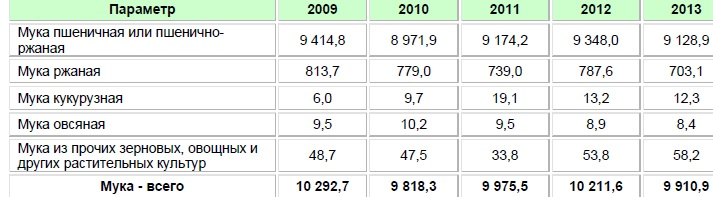 Параметр 2009 2010 2011 2012 2013
Мука пшеничная или пшенично-
ржаная 9 414,8 8 971,9 9 174,2 9 348,0 9 128,9
Мука ржаная 813,7 779,0 739,0 787,6 703,1
Мука кукурузная 6,0 9,7 19,1 13,2 12,3
Мука овсяная 9,5 10,2 9,5 8,9 8,4
Мука из прочих зерновых, овощных и
других растительных культур 48,7 47,5 33,8 53,8 58,2
Мука - всего 10 292,7 9 818,3 9 975,5 10 211,6 9 910,9